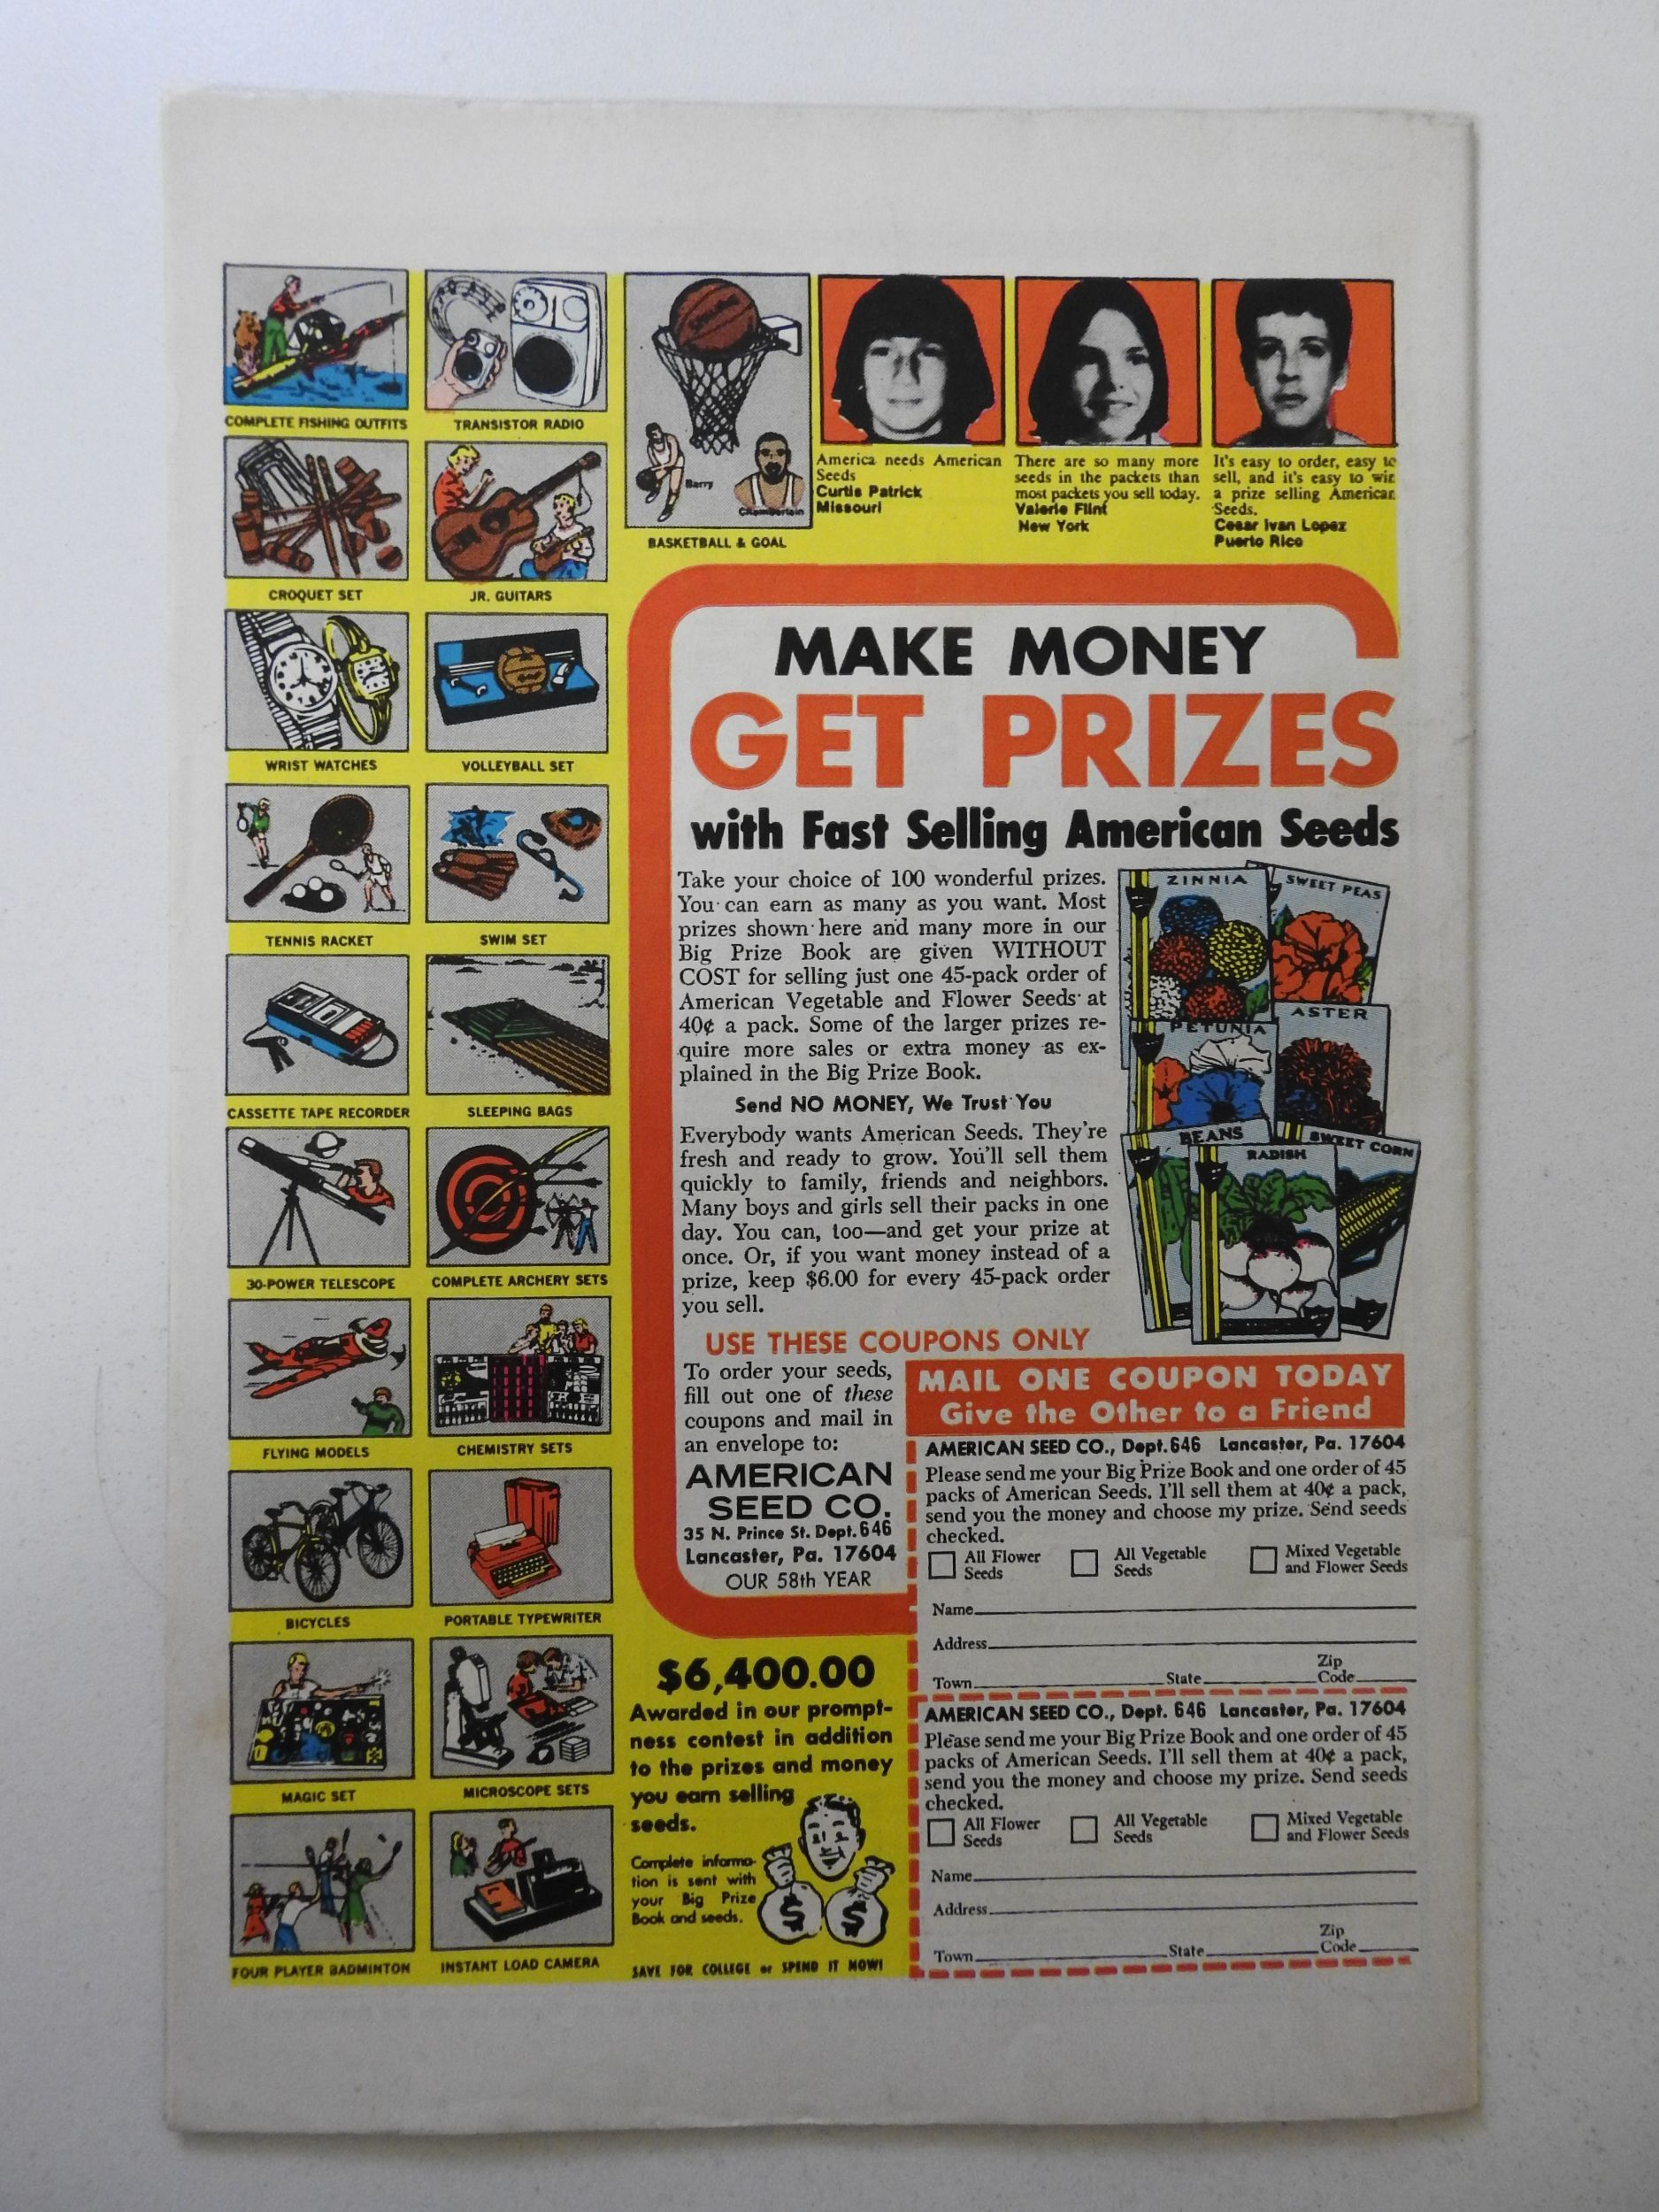 COMPLETE FISHING OUTFITS
TRANSISTOR RADIO
CROQUET SET
JR. GUITARS
WRIST WATCHES
VOLLEYBALL SET
TENNIS RACKET
SWIM SET
CASSETTE TAPE RECORDER
SLEEPING BAGS
30-POWER TELESCOPE
COMPLETE ARCHERY SETS
FLYING MODELS
CHEMISTRY SETS
BICYCLES
PORTABLE TYPEWRITER
MAGIC SET
MICROSCOPE SETS
FOUR PLAYER BADMINTON
INSTANT LOAD CAMERA
Barry
Chamberlain
BASKETBALL & GOAL
America needs American
Seeds
Curtis Patrick
Missouri
There are so many more
seeds in the packets than
most packets you sell today.
Valerie Flint
New York
It's easy to order, easy to
sell, and it's easy to win
a prize selling American
Seeds.
Cesar Ivan Lopez
Puerto Rico
MAKE MONEY
GET PRIZES
with Fast Selling American Seeds
Take your choice of 100 wonderful prizes.
You can earn as many as you want. Most
prizes shown here and many more in our
Big Prize Book are given WITHOUT
COST for selling just one 45-pack order of
American Vegetable and Flower Seeds at
40¢ a pack. Some of the larger prizes re-
quire more sales or extra money as ex-
plained in the Big Prize Book.
Send NO MONEY, We Trust You
Everybody wants American Seeds. They're
fresh and ready to grow. You'll sell them
quickly to family, friends and neighbors.
Many boys and girls sell their packs in one
day. You can, too—and get your prize at
once. Or, if you want money instead of a
prize, keep $6.00 for every 45-pack order
you sell.
ZINNIA
SWEET PEAS
PETUNIA
ASTER
BEANS
RADISH
SWEET CORN
USE THESE COUPONS ONLY
To order your seeds,
fill out one of these
coupons and mail in
an envelope to:
AMERICAN
SEED CO.
35 N. Prince St. Dept. 646
Lancaster, Pa. 17604
OUR 58th YEAR
MAIL ONE COUPON TODAY
Give the Other to a Friend
AMERICAN SEED CO., Dept. 646 Lancaster, Pa. 17604
Please send me your Big Prize Book and one order of 45
packs of American Seeds. I'll sell them at 40¢ a pack,
send you the money and choose my prize. Send seeds
checked.
All Flower
Seeds
All Vegetable
Seeds
Mixed Vegetable
and Flower Seeds
Name
Address
Town State Zip
Code
AMERICAN SEED CO., Dept. 646 Lancaster, Pa. 17604
Please send me your Big Prize Book and one order of 45
packs of American Seeds. I'll sell them at 40¢ a pack,
send you the money and choose my prize. Send seeds
checked.
All Flower
Seeds
All Vegetable
Seeds
Mixed Vegetable
and Flower Seeds
Name
Address
Town State Zip
Code
$6,400.00
Awarded in our prompt-
ness contest in addition
to the prizes and money
you earn selling
seeds.
Complete informa-
tion is sent with
your Big Prize
Book and seeds.
$ $
SAVE FOR COLLEGE or SPEND IT NOW!